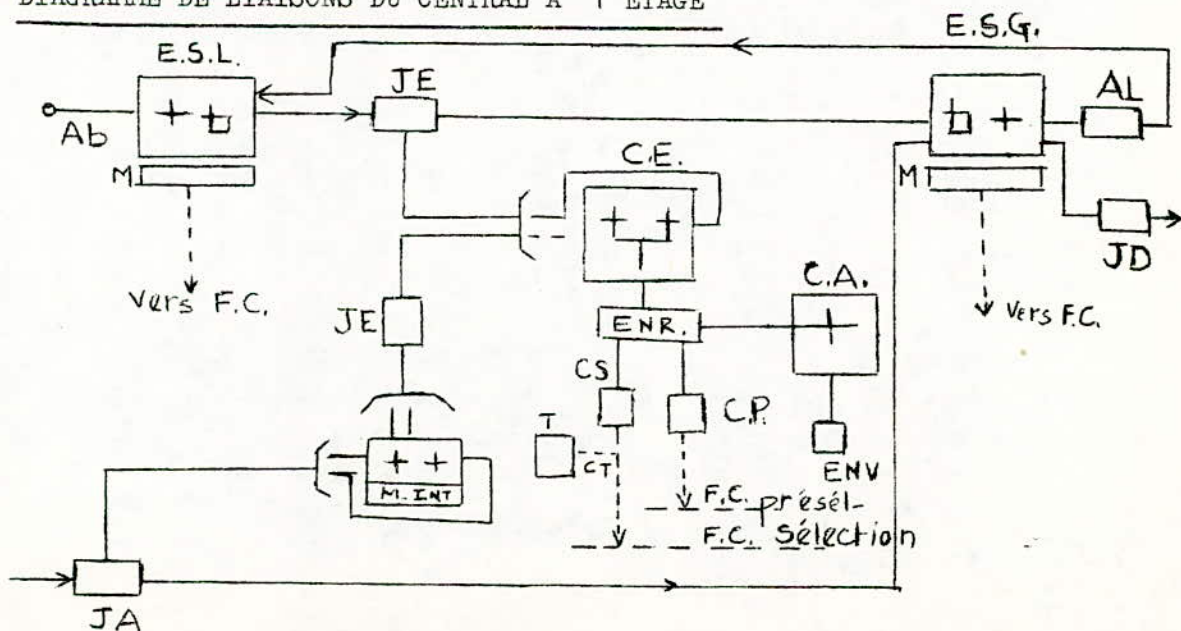 DIAGRAMME DE LIAISONS DU CENTRAL A 1 ETAGE
E.S.G.
E.S.L.
JE
AL
Ab
C.E.
M
M
JD
C.A.
Vers F.C.
JE
ENR.
Vers F.C.
CS
C.P.
T
CT
ENV
M.INT
F.C. présél-
F.C. Sélection
JA